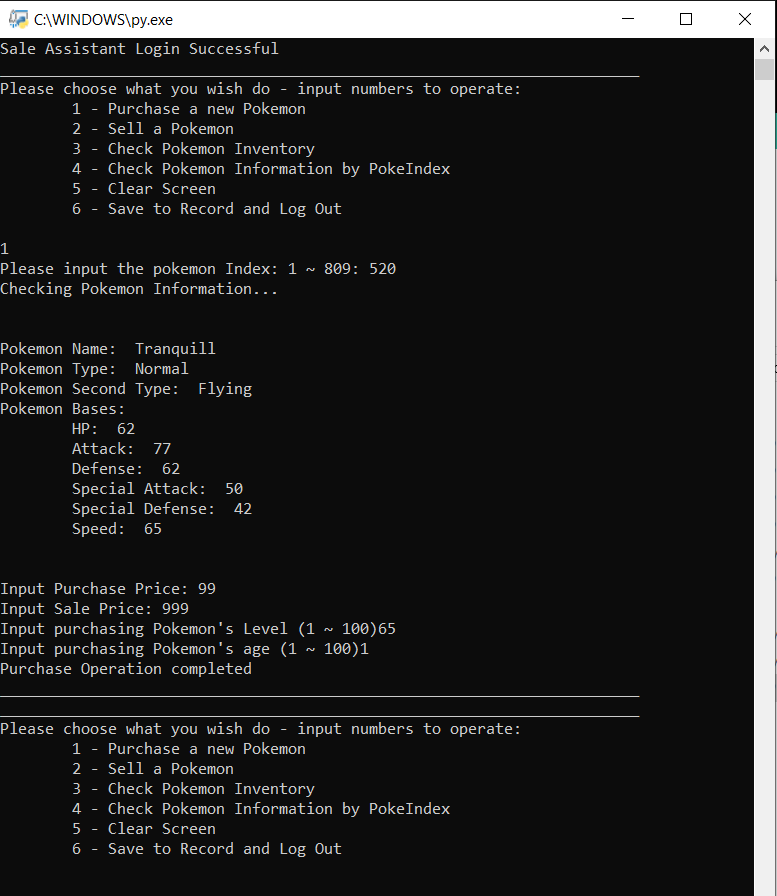 C:\WINDOWS\py.exe
Sale Assistant Login Successful
Please choose what you wish do - input numbers to operate:
1 - Purchase a new Pokemon
2 - Sell a Pokemon
3 - Check Pokemon Inventory
4 - Check Pokemon Information by PokeIndex
5 - Clear Screen
6 - Save to Record and Log Out
1
Please input the pokemon Index: 1 ~ 809: 520
Checking Pokemon Information...
Pokemon Name:  Tranquill
Pokemon Type:  Normal
Pokemon Second Type:  Flying
Pokemon Bases:
HP:  62
Attack:  77
Defense:  62
Special Attack:  50
Special Defense:  42
Speed:  65
Input Purchase Price: 99
Input Sale Price: 999
Input purchasing Pokemon's Level (1 ~ 100)65
Input purchasing Pokemon's age (1 ~ 100)1
Purchase Operation completed
Please choose what you wish do - input numbers to operate:
1 - Purchase a new Pokemon
2 - Sell a Pokemon
3 - Check Pokemon Inventory
4 - Check Pokemon Information by PokeIndex
5 - Clear Screen
6 - Save to Record and Log Out